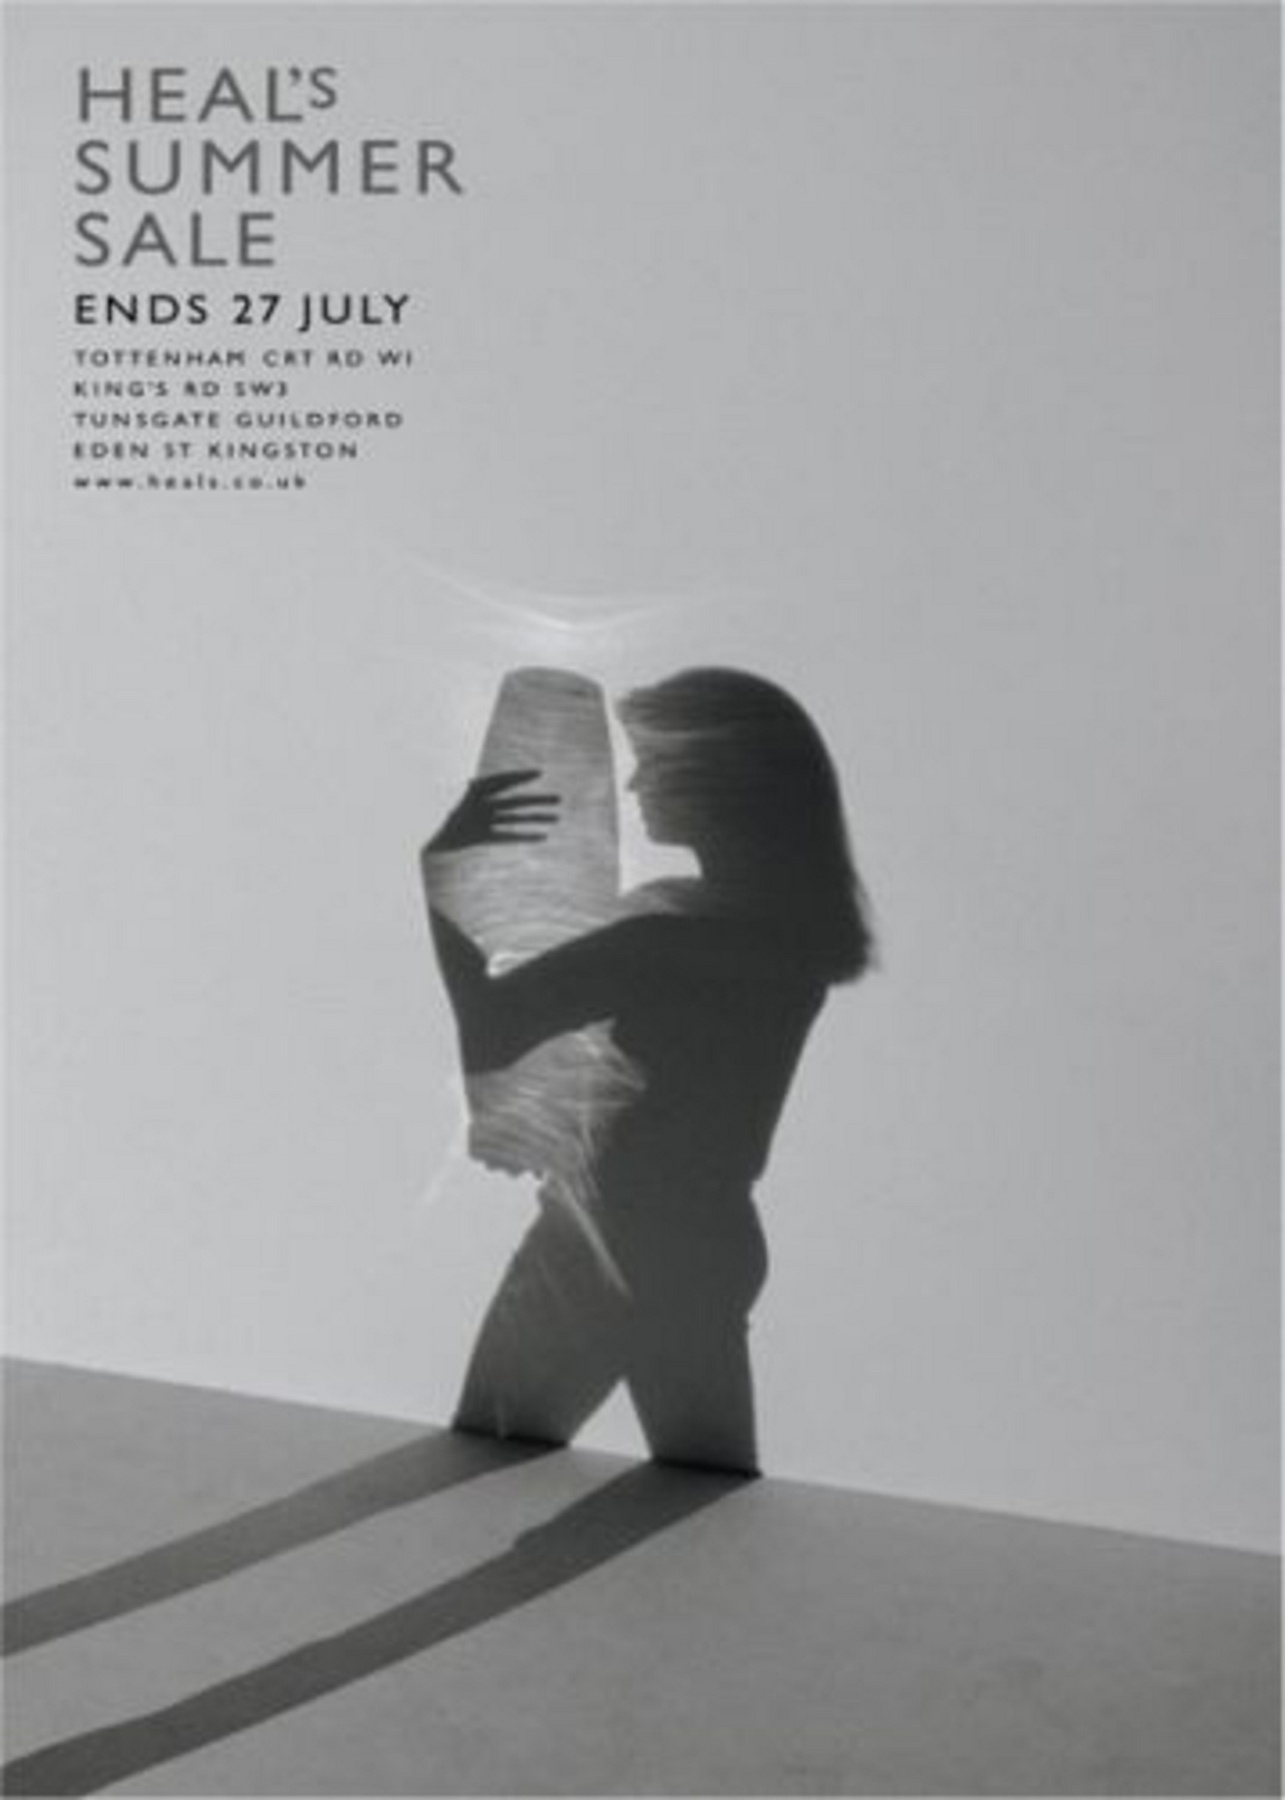 HEAL'S
SUMMER
SALE
ENDS 27 JULY
TOTTENHAM CRT RD W1
KING'S RD SW3
TUNSGATE GUILDFORD
EDEN ST KINGSTON
www.heals.co.uk